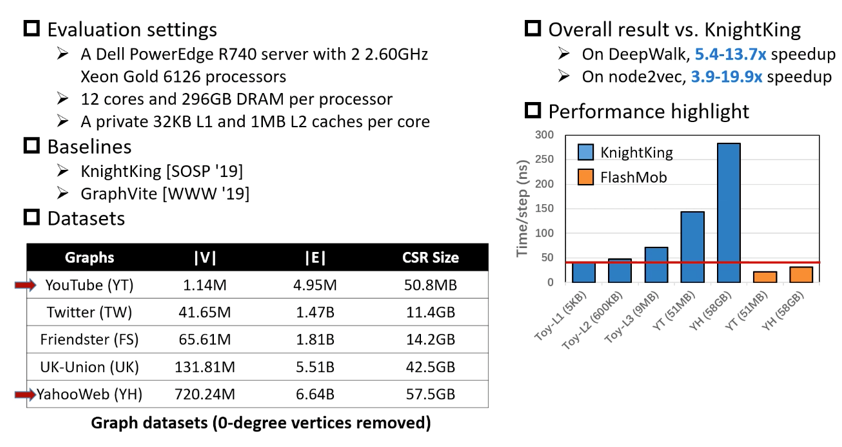 Evaluation settings
A Dell PowerEdge R740 server with 2 2.60GHz
Xeon Gold 6126 processors
12 cores and 296GB DRAM per processor
A private 32KB L1 and 1MB L2 caches per core
Baselines
KnightKing [SOSP '19]
GraphVite [WWW '19]
Datasets
Graphs |V| |E| CSR Size
YouTube (YT) 1.14M 4.95M 50.8MB
Twitter (TW) 41.65M 1.47B 11.4GB
Friendster (FS) 65.61M 1.81B 14.2GB
UK-Union (UK) 131.81M 5.51B 42.5GB
YahooWeb (YH) 720.24M 6.64B 57.5GB
Graph datasets (0-degree vertices removed)
Overall result vs. KnightKing
On DeepWalk, 5.4-13.7x speedup
On node2vec, 3.9-19.9x speedup
Performance highlight
Time/step (ns)
300
250
200
150
100
50
0
KnightKing
FlashMob
Toy-L1 (5KB)
Toy-L2 (600KB)
Toy-L3 (9MB)
YT (51MB)
YH (58GB)
YT (51MB)
YH (58GB)